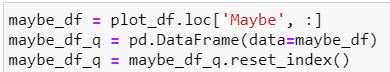 maybe_df = plot_df.loc['Maybe', :]
maybe_df_q = pd.DataFrame(data=maybe_df)
maybe_df_q = maybe_df_q.reset_index()